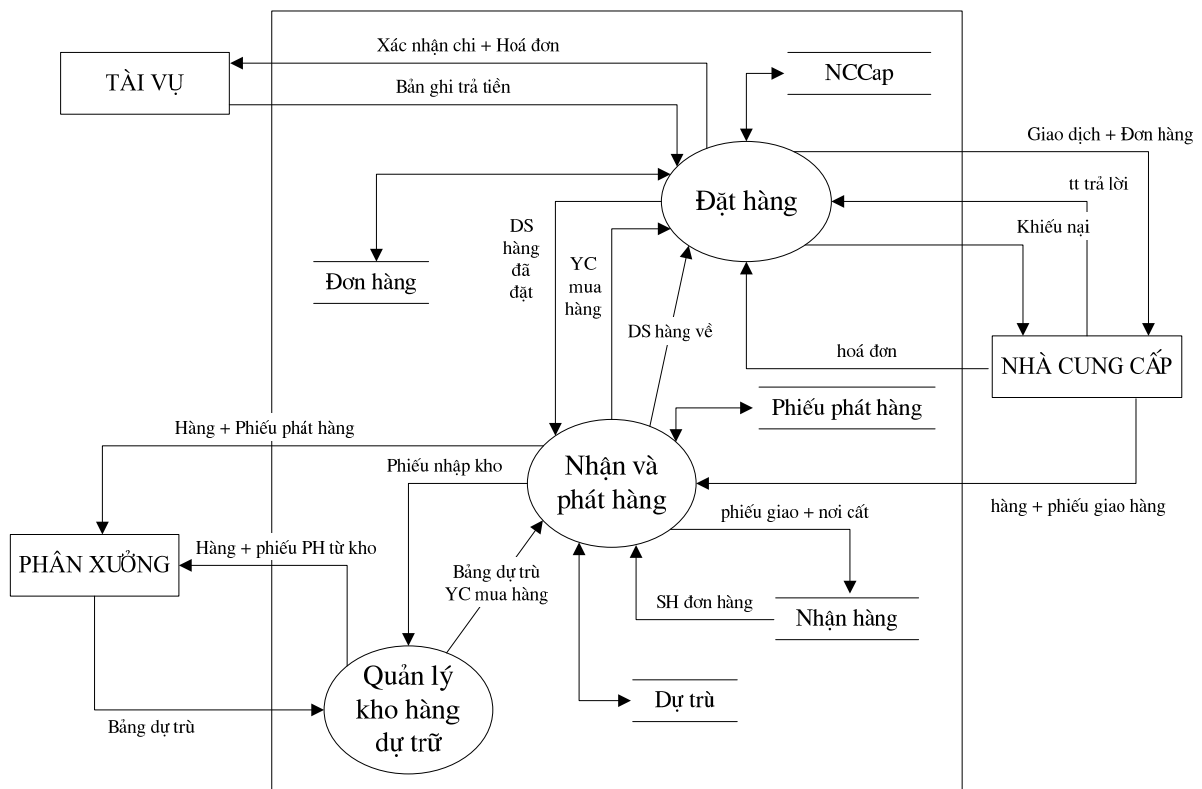 Xác nhận chi + Hoá đơn
TÀI VỤ
NCCap
Bản ghi trả tiền
Giao dịch + Đơn hàng
tt trả lời
Đặt hàng
Khiếu nại
DS
hàng
đã
đặt
YC
mua
hàng
Đơn hàng
DS hàng về
hoá đơn
NHÀ CUNG CẤP
Phiếu phát hàng
Hàng + Phiếu phát hàng
Phiếu nhập kho
Nhận và
phát hàng
phiếu giao + nơi cất
hàng + phiếu giao hàng
Hàng + phiếu PH từ kho
PHÂN XƯỞNG
Bảng dự trù
YC mua hàng
SH đơn hàng
Nhận hàng
Quản lý
kho hàng
dự trữ
Dự trù
Bảng dự trù